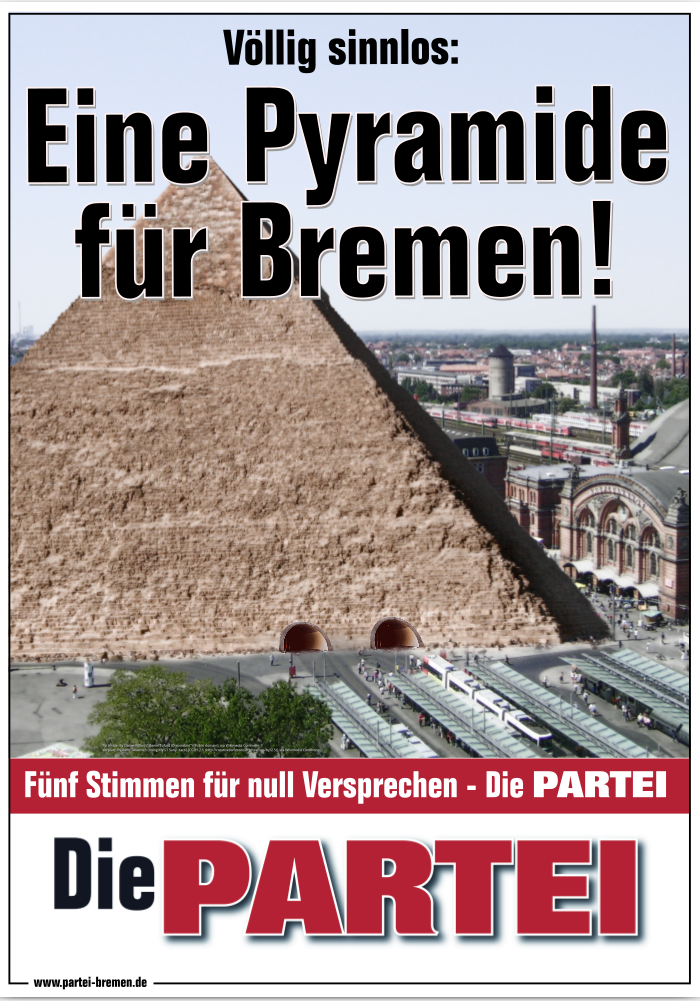 Völlig sinnlos:
Eine Pyramide
für Bremen!
Fünf Stimmen für null Versprechen - Die PARTEI
Die PARTEI
www.partei-bremen.de